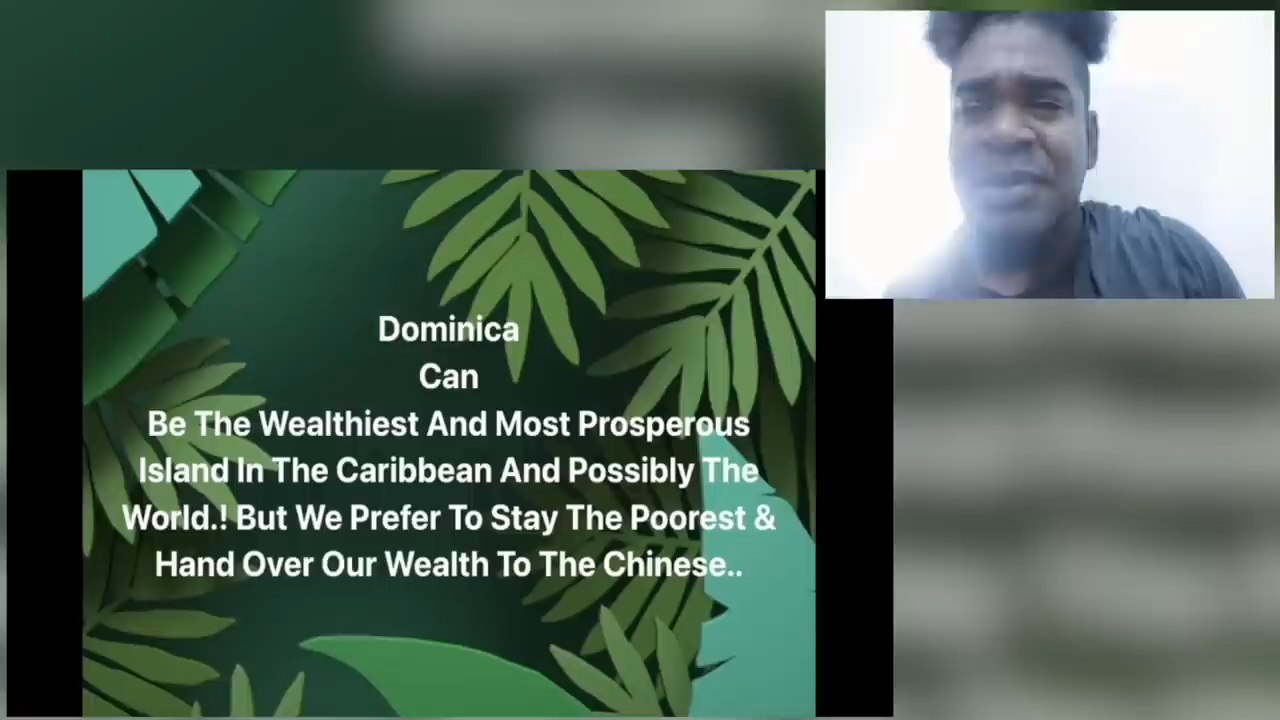 Dominica
Can
Be The Wealthiest And Most Prosperous
Island In The Caribbean And Possibly The
World.! But We Prefer To Stay The Poorest &
Hand Over Our Wealth To The Chinese..